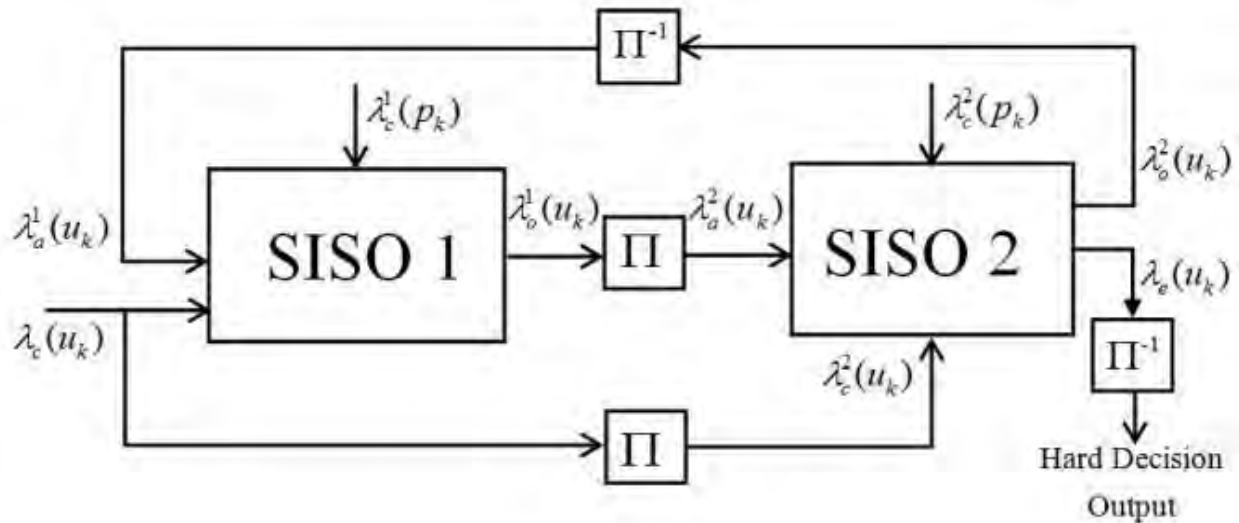 Π⁻¹
λ_c^1(p_k)
λ_c^2(p_k)
λ_o^2(u_k)
λ_a^1(u_k)
SISO 1
λ_o^1(u_k)
Π
λ_a^2(u_k)
SISO 2
λ_e(u_k)
λ_c(u_k)
Π⁻¹
λ_c^2(u_k)
Π
Hard Decision
Output